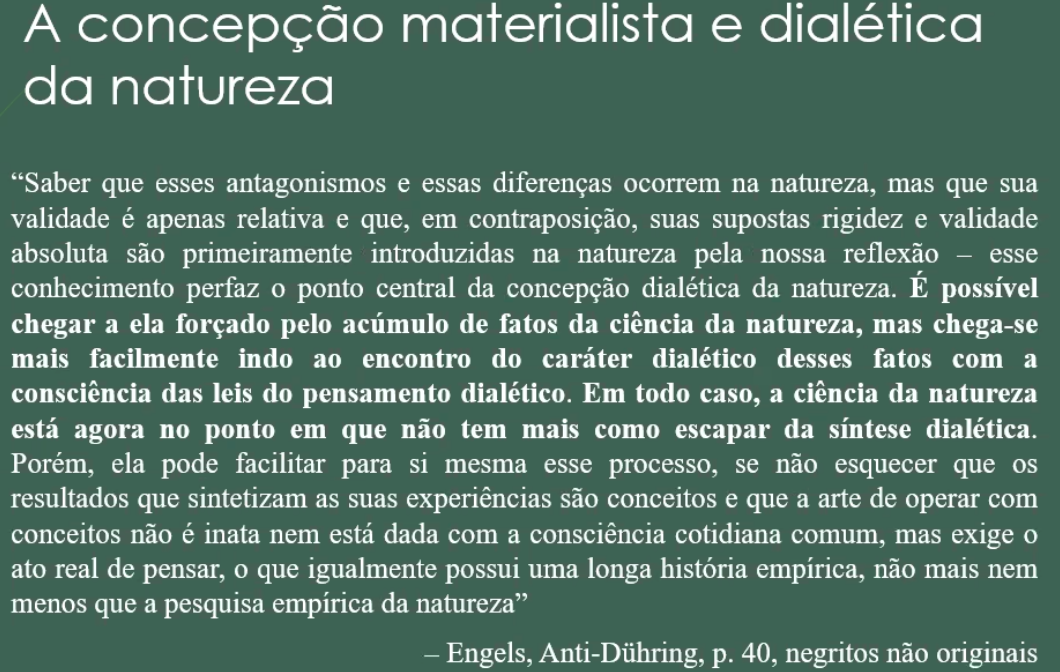 A concepção materialista e dialética
da natureza
“Saber que esses antagonismos e essas diferenças ocorrem na natureza, mas que sua
validade é apenas relativa e que, em contraposição, suas supostas rigidez e validade
absoluta são primeiramente introduzidas na natureza pela nossa reflexão – esse
conhecimento perfaz o ponto central da concepção dialética da natureza. É possível
chegar a ela forçado pelo acúmulo de fatos da ciência da natureza, mas chega-se
mais facilmente indo ao encontro do caráter dialético desses fatos com a
consciência das leis do pensamento dialético. Em todo caso, a ciência da natureza
está agora no ponto em que não tem mais como escapar da síntese dialética.
Porém, ela pode facilitar para si mesma esse processo, se não esquecer que os
resultados que sintetizam as suas experiências são conceitos e que a arte de operar com
conceitos não é inata nem está dada com a consciência cotidiana comum, mas exige o
ato real de pensar, o que igualmente possui uma longa história empírica, não mais nem
menos que a pesquisa empírica da natureza”
– Engels, Anti-Dühring, p. 40, negritos não originais